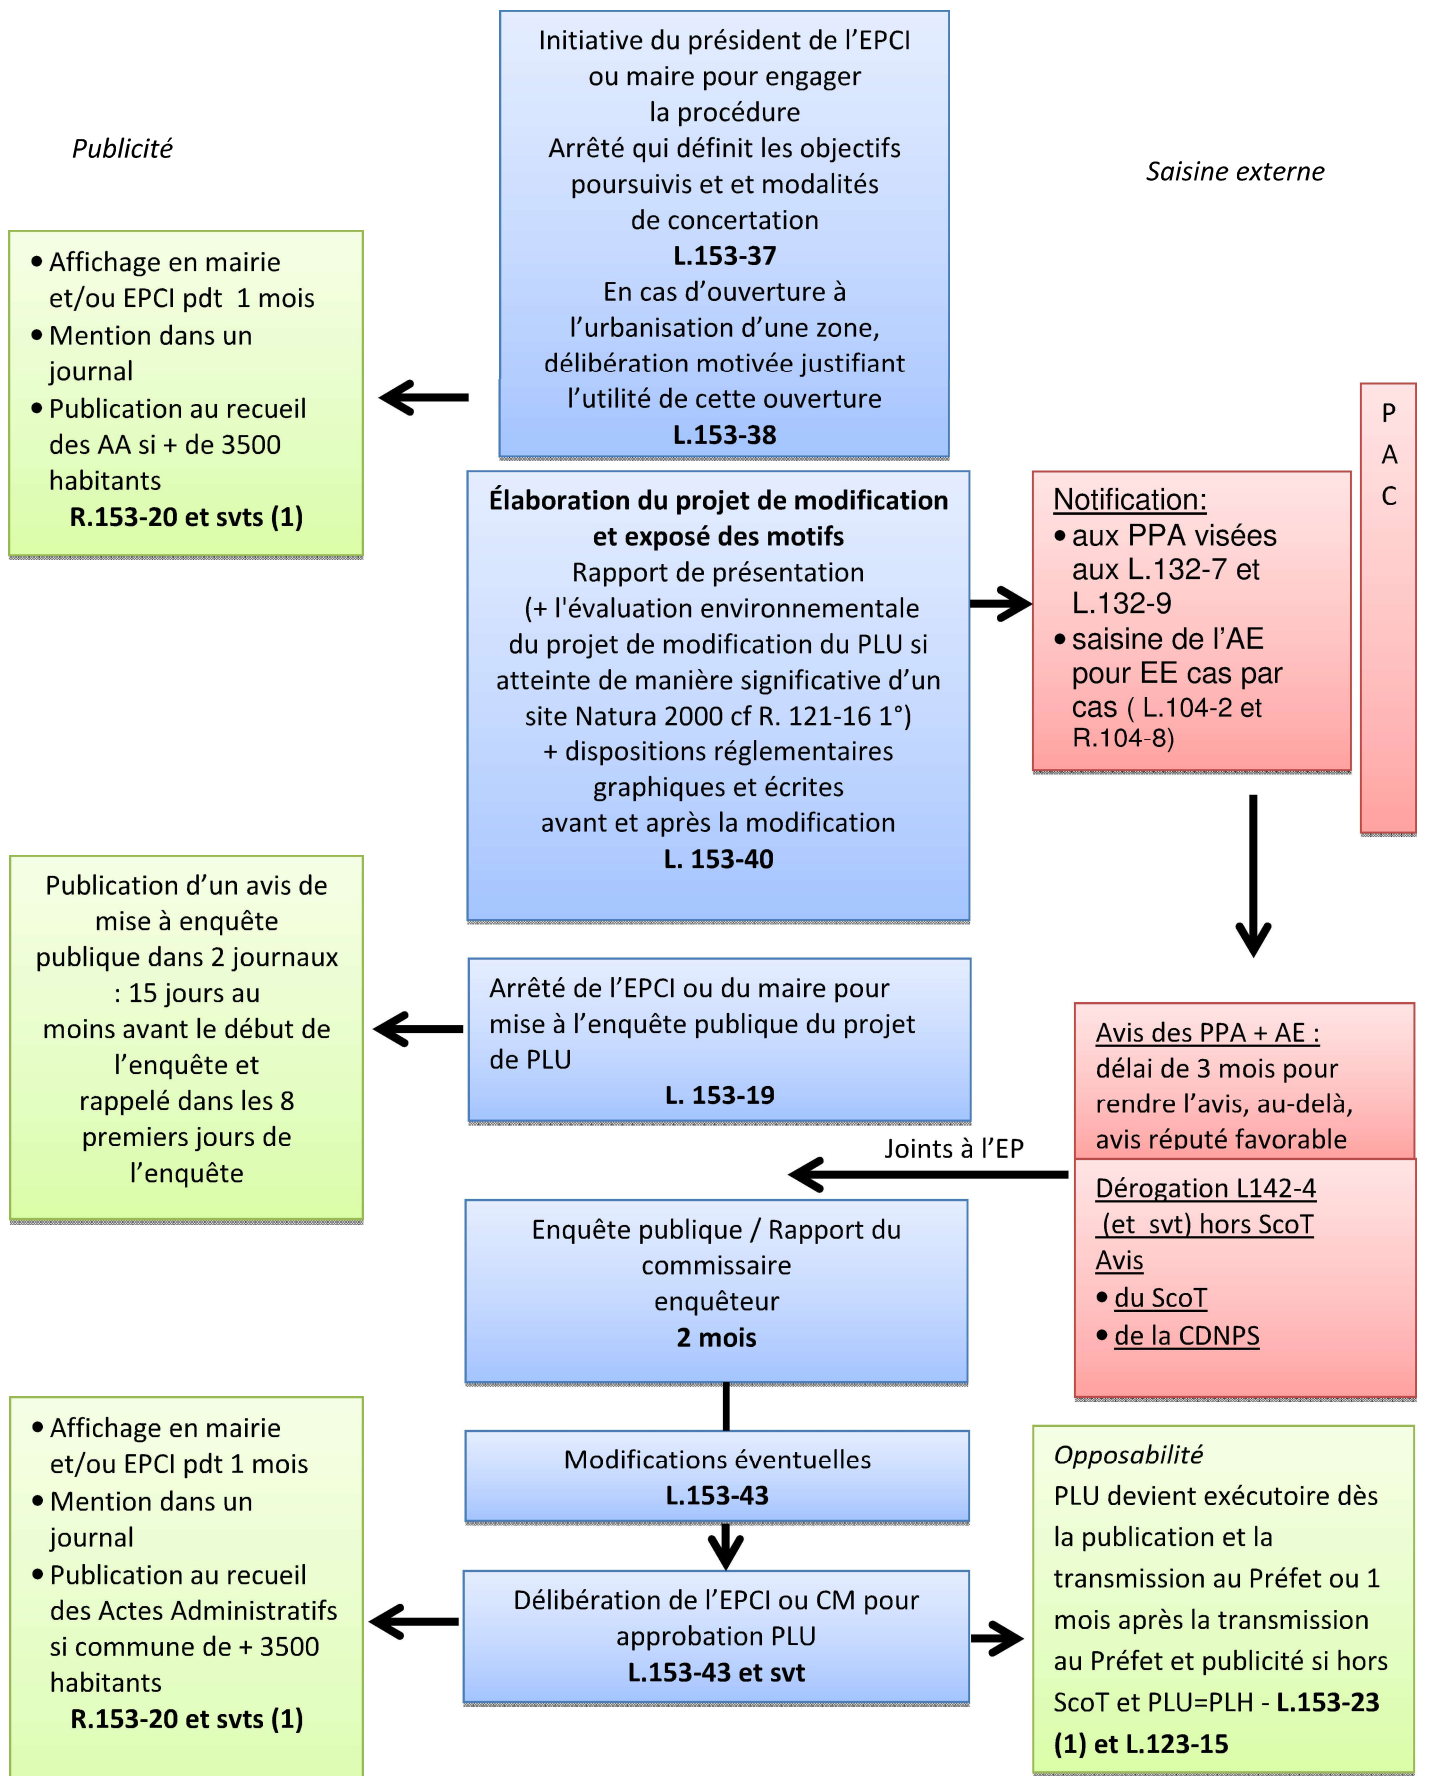 Publicité
Saisine externe
Initiative du président de l’EPCI
ou maire pour engager
la procédure
Arrêté qui définit les objectifs
poursuivis et et modalités
de concertation
L.153-37
En cas d’ouverture à
l’urbanisation d’une zone,
délibération motivée justifiant
l’utilité de cette ouverture
L.153-38
• Affichage en mairie
et/ou EPCI pdt 1 mois
• Mention dans un
journal
• Publication au recueil
des AA si + de 3500
habitants
R.153-20 et svts (1)
P
A
C
Élaboration du projet de modification
et exposé des motifs
Rapport de présentation
(+ l'évaluation environnementale
du projet de modification du PLU si
atteinte de manière significative d’un
site Natura 2000 cf R. 121-16 1°)
+ dispositions réglementaires
graphiques et écrites
avant et après la modification
L. 153-40
Notification:
• aux PPA visées
aux L.132-7 et
L.132-9
• saisine de l’AE
pour EE cas par
cas ( L.104-2 et
R.104-8)
Publication d’un avis de
mise à enquête
publique dans 2 journaux
: 15 jours au
moins avant le début de
l’enquête et
rappelé dans les 8
premiers jours de
l’enquête
Arrêté de l’EPCI ou du maire pour
mise à l’enquête publique du projet
de PLU
L. 153-19
Avis des PPA + AE :
délai de 3 mois pour
rendre l’avis, au-delà,
avis réputé favorable
Joints à l’EP
Dérogation L142-4
(et svt) hors ScoT
Avis
• du ScoT
• de la CDNPS
Enquête publique / Rapport du
commissaire
enquêteur
2 mois
Modifications éventuelles
L.153-43
• Affichage en mairie
et/ou EPCI pdt 1 mois
• Mention dans un
journal
• Publication au recueil
des Actes Administratifs
si commune de + 3500
habitants
R.153-20 et svts (1)
Délibération de l’EPCI ou CM pour
approbation PLU
L.153-43 et svt
Opposabilité
PLU devient exécutoire dès
la publication et la
transmission au Préfet ou 1
mois après la transmission
au Préfet et publicité si hors
ScoT et PLU=PLH - L.153-23
(1) et L.123-15